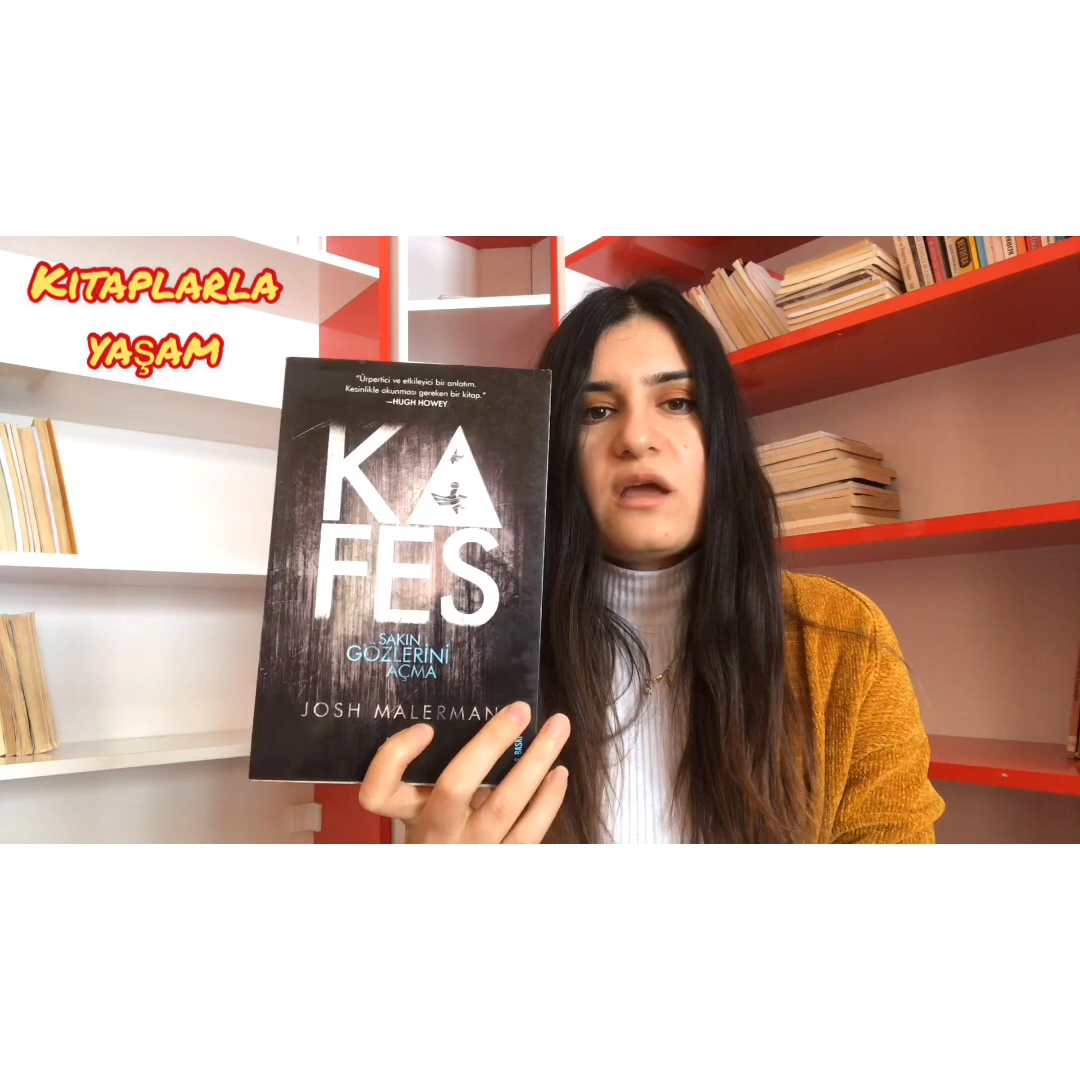 KITAPLARLA
YAŞAM
"Ürpertici ve etkileyici bir anlatım.
Kesinlikle okunması gereken bir kitap."
—HUGH HOWEY
KA
FES
SAKIN
GÖZLERİNİ
AÇMA
JOSH MALERMAN
BASKI